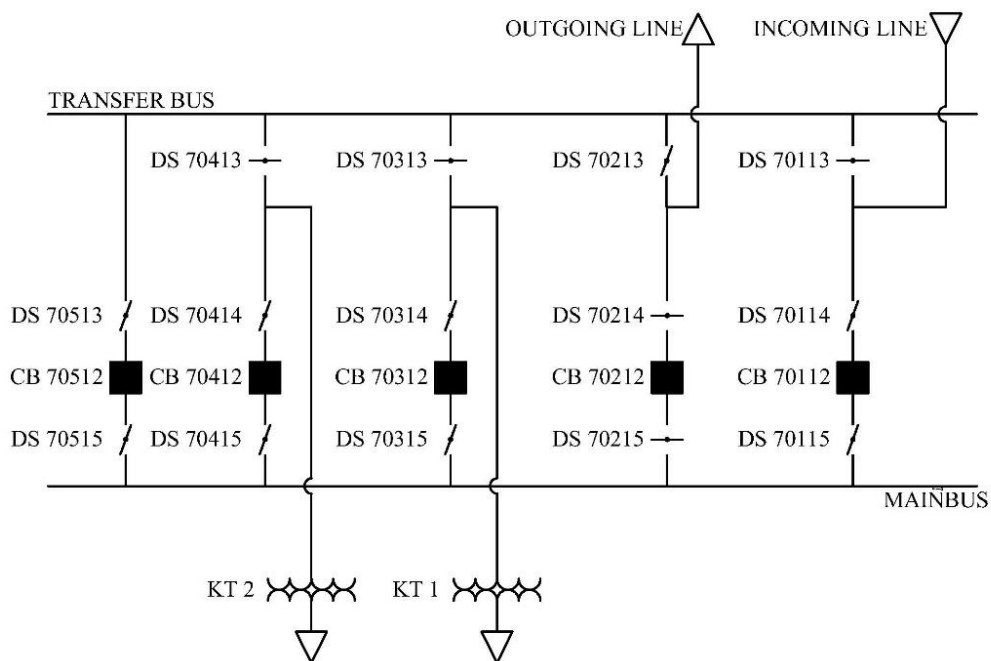 OUTGOING LINE INCOMING LINE
TRANSFER BUS
DS 70413 DS 70313 DS 70213 DS 70113
DS 70513 DS 70414 DS 70314 DS 70214 DS 70114
CB 70512 CB 70412 CB 70312 CB 70212 CB 70112
DS 70515 DS 70415 DS 70315 DS 70215 DS 70115
MAINBUS
KT 2 KT 1